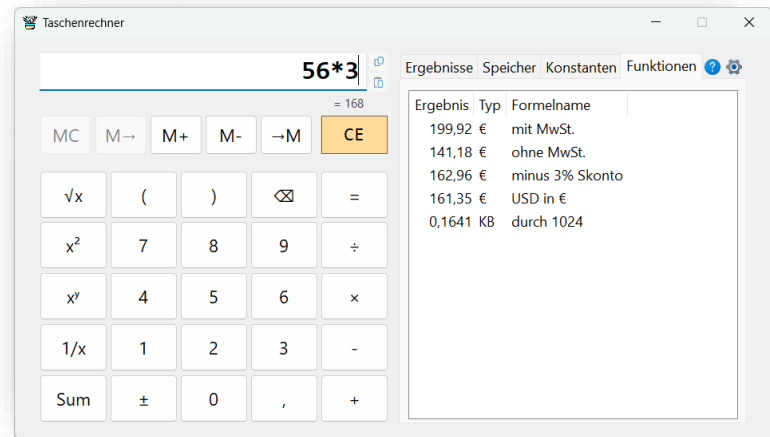 Taschenrechner
56*3
= 168
MC M→ M+ M- →M CE
√x ( ) ⌫ =
x² 7 8 9 ÷
xʸ 4 5 6 ×
1/x 1 2 3 -
Sum ± 0 , +
Ergebnisse Speicher Konstanten Funktionen ?
Ergebnis Typ Formelname
199,92 € mit MwSt.
141,18 € ohne MwSt.
162,96 € minus 3% Skonto
161,35 € USD in €
0,1641 KB durch 1024